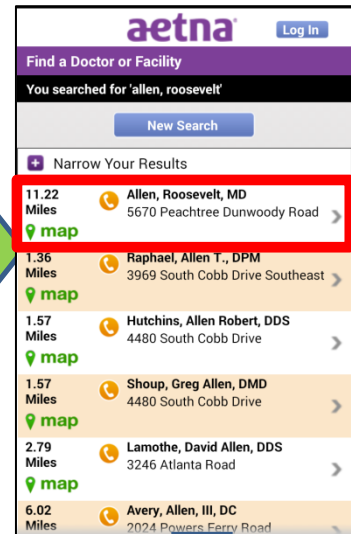 aetna
Log In
Find a Doctor or Facility
You searched for 'allen, roosevelt'
New Search
Narrow Your Results
11.22 Miles
Allen, Roosevelt, MD
5670 Peachtree Dunwoody Road
map
1.36 Miles
Raphael, Allen T., DPM
3969 South Cobb Drive Southeast
map
1.57 Miles
Hutchins, Allen Robert, DDS
4480 South Cobb Drive
map
1.57 Miles
Shoup, Greg Allen, DMD
4480 South Cobb Drive
map
2.79 Miles
Lamothe, David Allen, DDS
3246 Atlanta Road
map
6.02 Miles
Avery, Allen, III, DC
2024 Powers Ferry Road